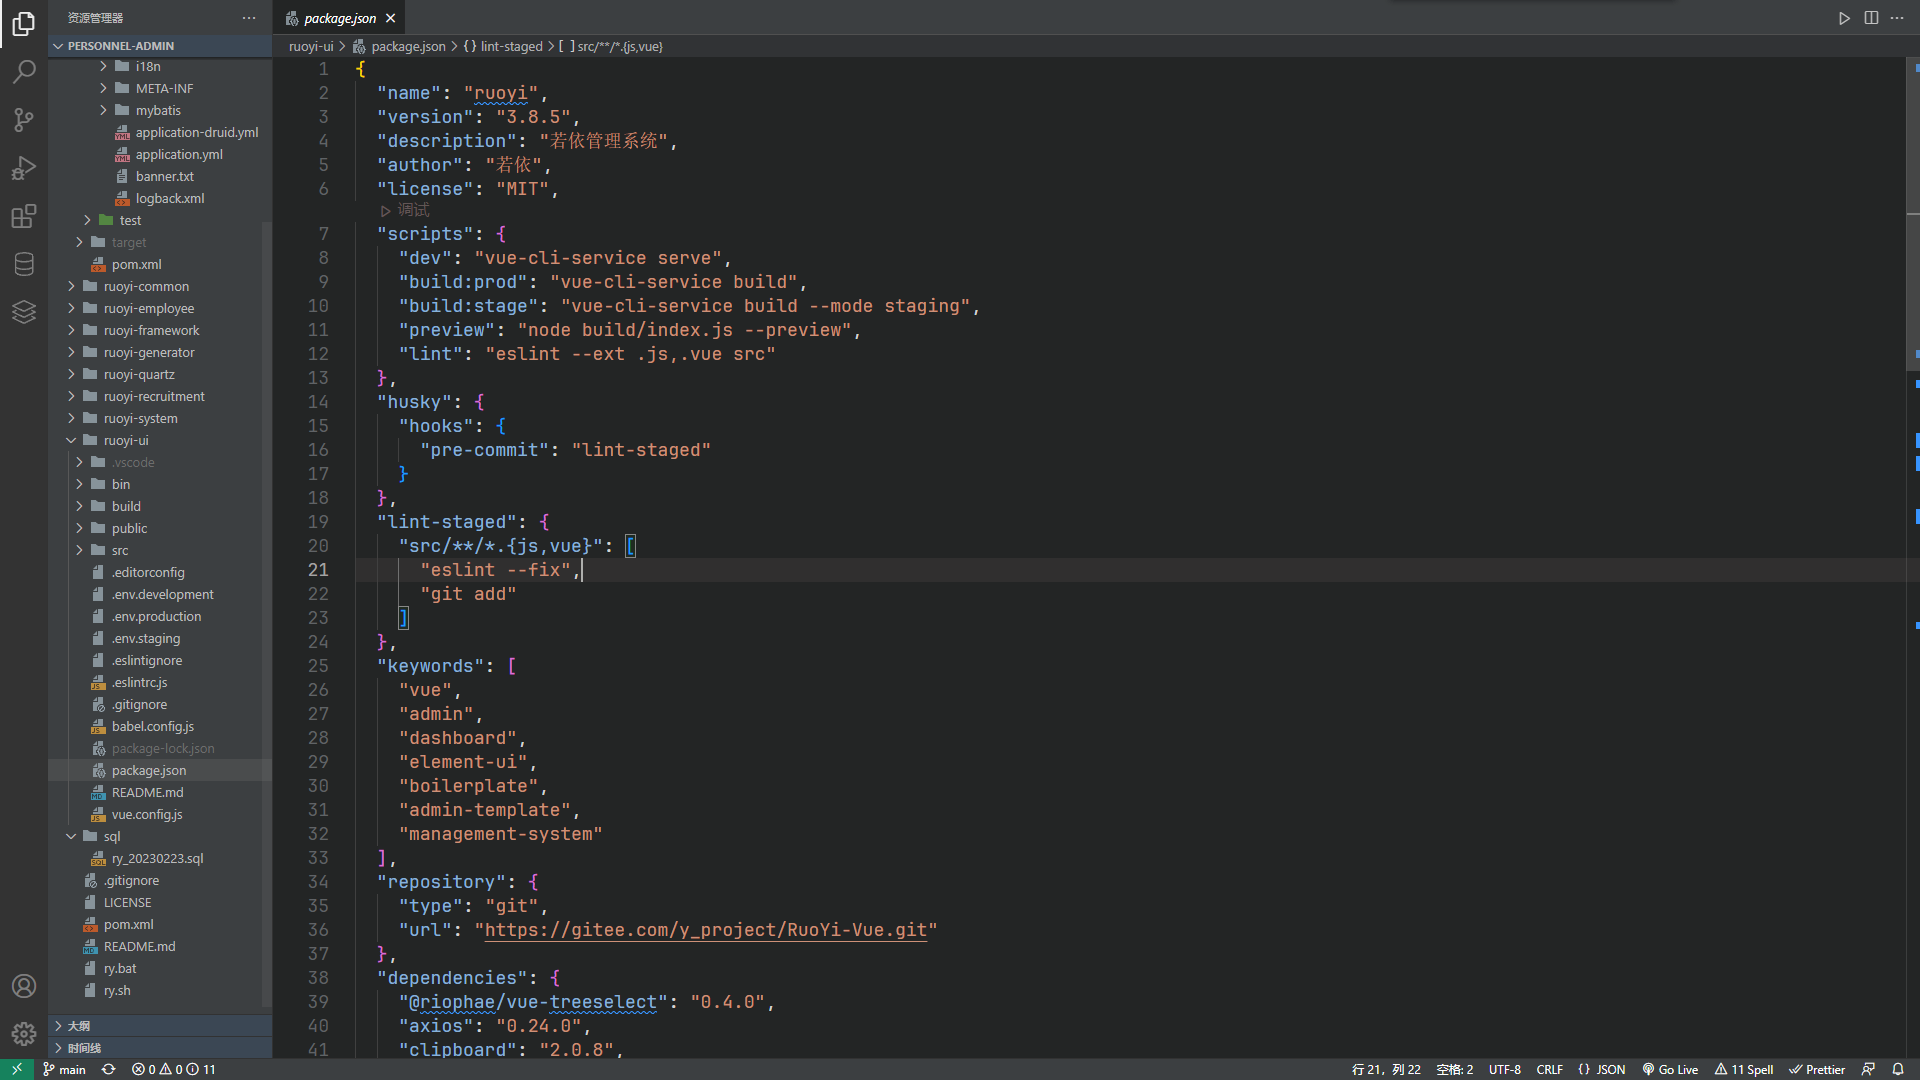 资源管理器
PERSONNEL-ADMIN
i18n
META-INF
mybatis
application-druid.yml
application.yml
banner.txt
logback.xml
test
target
pom.xml
ruoyi-common
ruoyi-employee
ruoyi-framework
ruoyi-generator
ruoyi-quartz
ruoyi-recruitment
ruoyi-system
ruoyi-ui
.vscode
bin
build
public
src
.editorconfig
.env.development
.env.production
.env.staging
.eslintignore
.eslintrc.js
.gitignore
babel.config.js
package-lock.json
package.json
README.md
vue.config.js
sql
ry_20230223.sql
.gitignore
LICENSE
pom.xml
README.md
ry.bat
ry.sh
大纲
时间线
package.json
ruoyi-ui > package.json > {} lint-staged > [ ] src/**/*.{js,vue}
1 {
2 "name": "ruoyi",
3 "version": "3.8.5",
4 "description": "若依管理系统",
5 "author": "若依",
6 "license": "MIT",
调试
7 "scripts": {
8 "dev": "vue-cli-service serve",
9 "build:prod": "vue-cli-service build",
10 "build:stage": "vue-cli-service build --mode staging",
11 "preview": "node build/index.js --preview",
12 "lint": "eslint --ext .js,.vue src"
13 },
14 "husky": {
15 "hooks": {
16 "pre-commit": "lint-staged"
17 }
18 },
19 "lint-staged": {
20 "src/**/*.{js,vue}": [
21 "eslint --fix",
22 "git add"
23 ]
24 },
25 "keywords": [
26 "vue",
27 "admin",
28 "dashboard",
29 "element-ui",
30 "boilerplate",
31 "admin-template",
32 "management-system"
33 ],
34 "repository": {
35 "type": "git",
36 "url": "https://gitee.com/y_project/RuoYi-Vue.git"
37 },
38 "dependencies": {
39 "@riophae/vue-treeselect": "0.4.0",
40 "axios": "0.24.0",
41 "clipboard": "2.0.8",
main 0 0 11 行 21，列 22 空格: 2 UTF-8 CRLF {} JSON Go Live 11 Spell Prettier